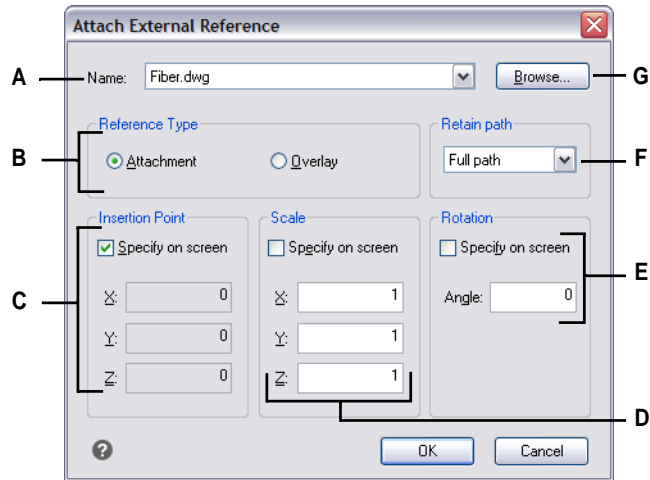 Attach External Reference
A Name: Fiber.dwg Browse... G
Reference Type Retain path
B Attachment Overlay Full path F
Insertion Point Scale Rotation
Specify on screen Specify on screen Specify on screen
E
C X: 0 X: 1 Angle: 0
Y: 0 Y: 1
Z: 0 Z: 1
D
? OK Cancel